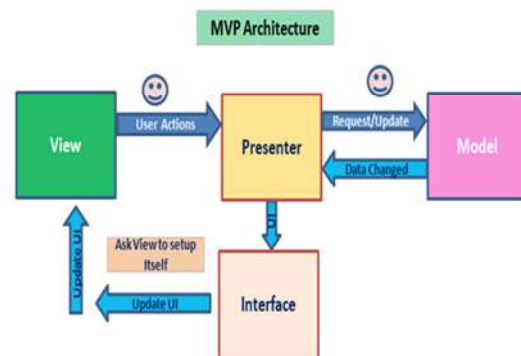 MVP Architecture
View
User Actions
Presenter
Request/Update
Model
Data Changed
UI
Update UI
Ask View to setup
Itself
Update UI
Interface